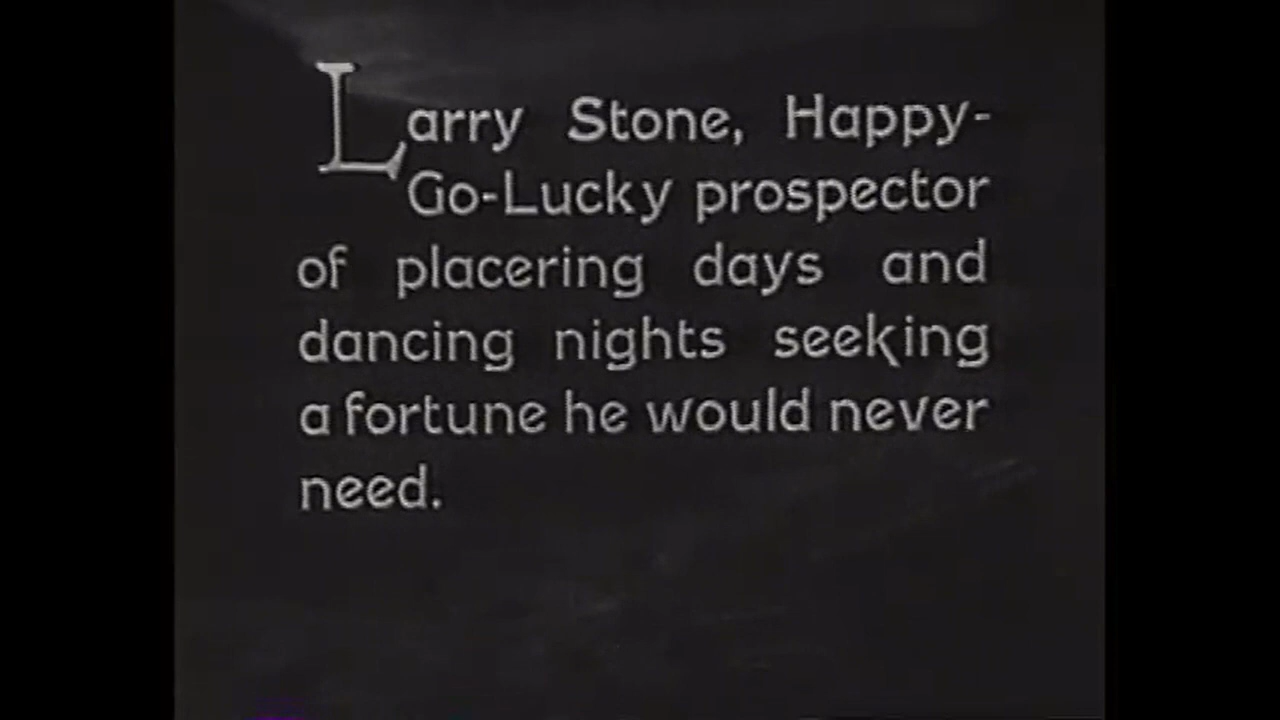 Larry Stone, Happy-
Go-Lucky prospector
of placering days and
dancing nights seeking
a fortune he would never
need.